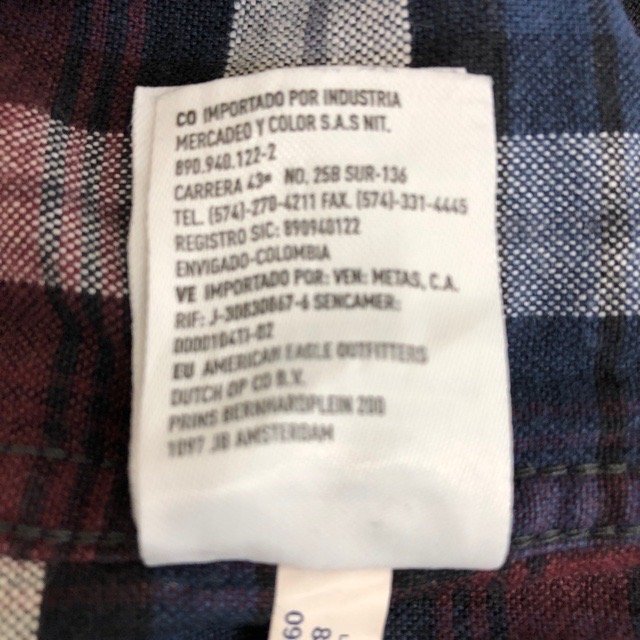 CO IMPORTADO POR INDUSTRIA
MERCADEO Y COLOR S.A.S NIT.
890.940.122-2
CARRERA 43ª NO. 25B SUR-136
TEL. (574)-270-4211 FAX. (574)-331-4445
REGISTRO SIC: 890940122
ENVIGADO-COLOMBIA
VE IMPORTADO POR: VEN: METAS, C.A.
RIF: J-30830867-6 SENCAMER:
EU AMERICAN EAGLE OUTFITTERS
DUTCH OP CO B.V.
PRINS BERNHARDPLEIN 200
1097 JB AMSTERDAM